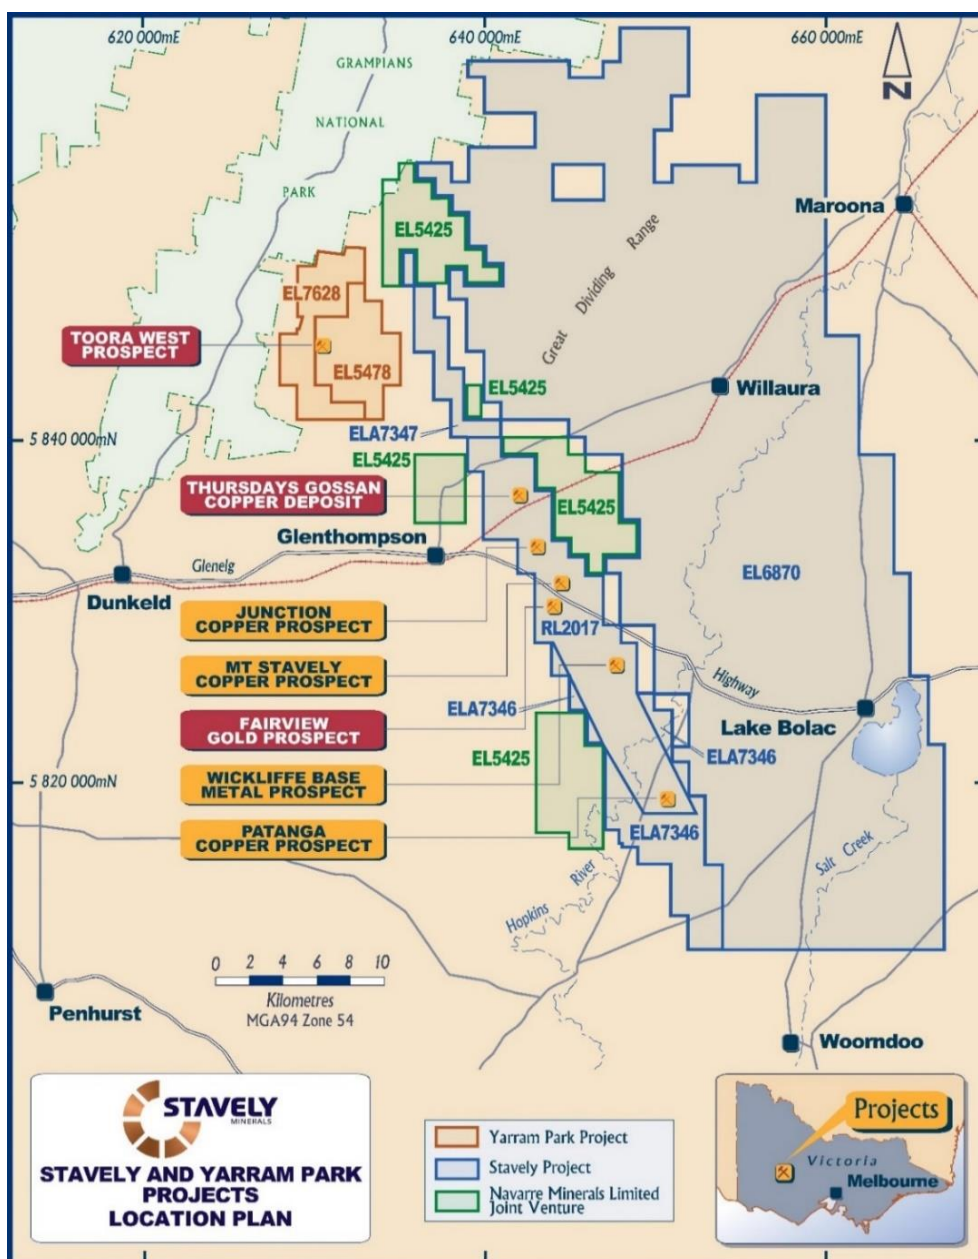 620 000mE
640 000mE
660 000mE
GRAMPIANS
NATIONAL
PARK
N
Maroona
EL5425
Great Dividing Range
EL7628
TOORA WEST
PROSPECT
EL5478
EL5425
Willaura
ELA7347
5 840 000mN
EL5425
THURSDAYS GOSSAN
COPPER DEPOSIT
EL5425
Glenthompson
Glenelg
EL6870
Dunkeld
JUNCTION
COPPER PROSPECT
RL2017
MT STAVELY
COPPER PROSPECT
Highway
ELA7346
Lake Bolac
FAIRVIEW
GOLD PROSPECT
EL5425
ELA7346
WICKLIFFE BASE
METAL PROSPECT
5 820 000mN
PATANGA
COPPER PROSPECT
ELA7346
Salt Creek
Hopkins River
0 2 4 6 8 10
Kilometres
MGA94 Zone 54
Penhurst
Woorndoo
STAVELY
MINERALS
STAVELY AND YARRAM PARK
PROJECTS
LOCATION PLAN
Yarram Park Project
Stavely Project
Navarre Minerals Limited
Joint Venture
Projects
Victoria
Melbourne